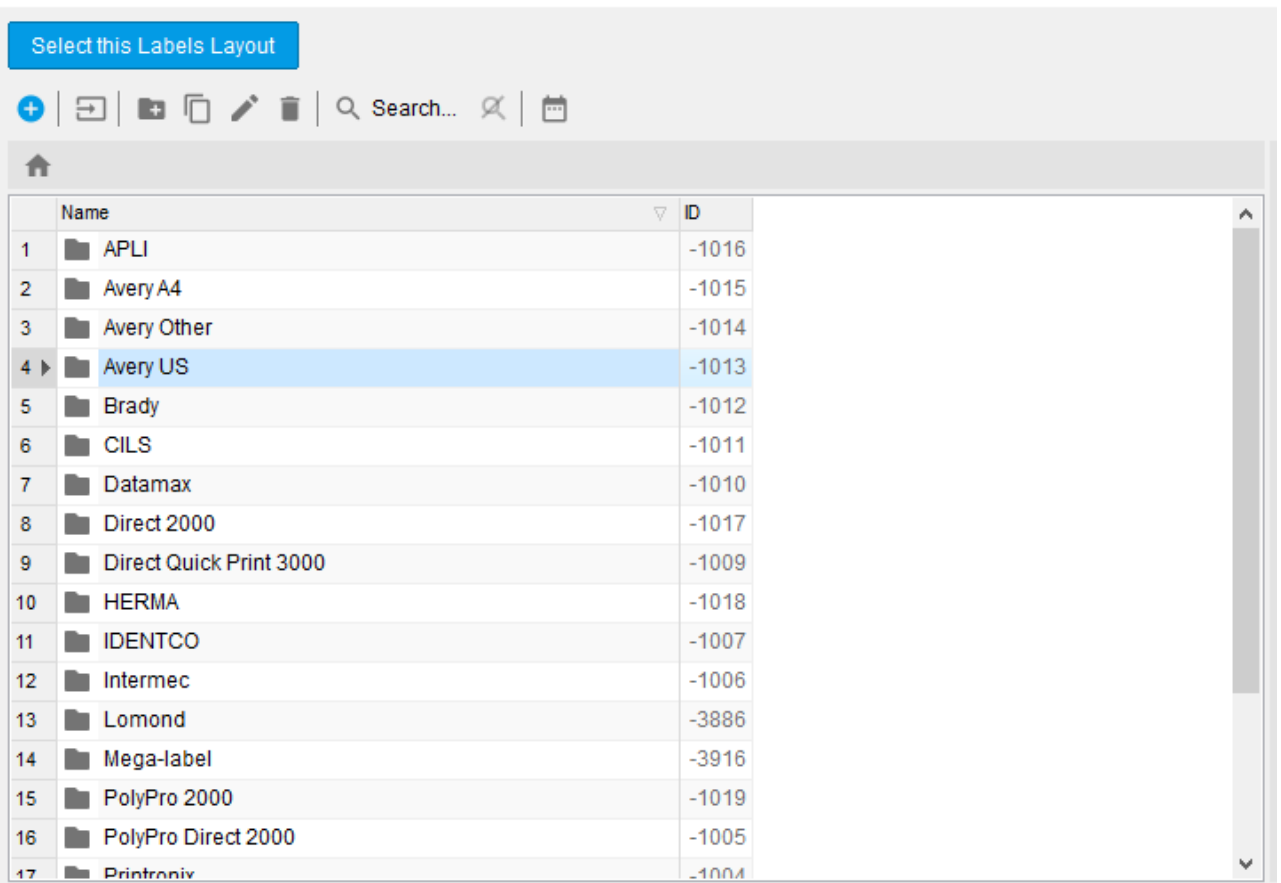 Select this Labels Layout
Search...
Name ID
1 APLI -1016
2 Avery A4 -1015
3 Avery Other -1014
4 Avery US -1013
5 Brady -1012
6 CILS -1011
7 Datamax -1010
8 Direct 2000 -1017
9 Direct Quick Print 3000 -1009
10 HERMA -1018
11 IDENTCO -1007
12 Intermec -1006
13 Lomond -3886
14 Mega-label -3916
15 PolyPro 2000 -1019
16 PolyPro Direct 2000 -1005
17 Printronix -1004